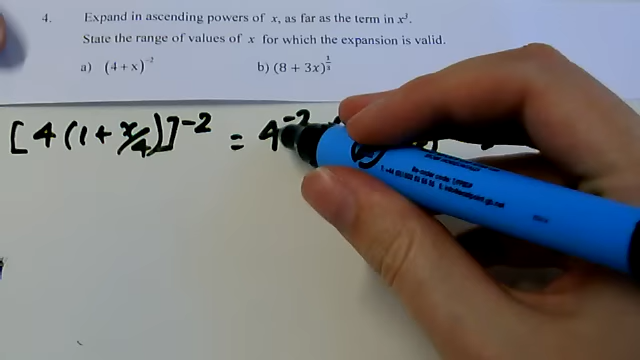 4. Expand in ascending powers of x, as far as the term in x³.
State the range of values of x for which the expansion is valid.
a) (4 + x)⁻² b) (8 + 3x)^(1/3)
[4(1 + x/4)]⁻² = 4⁻²